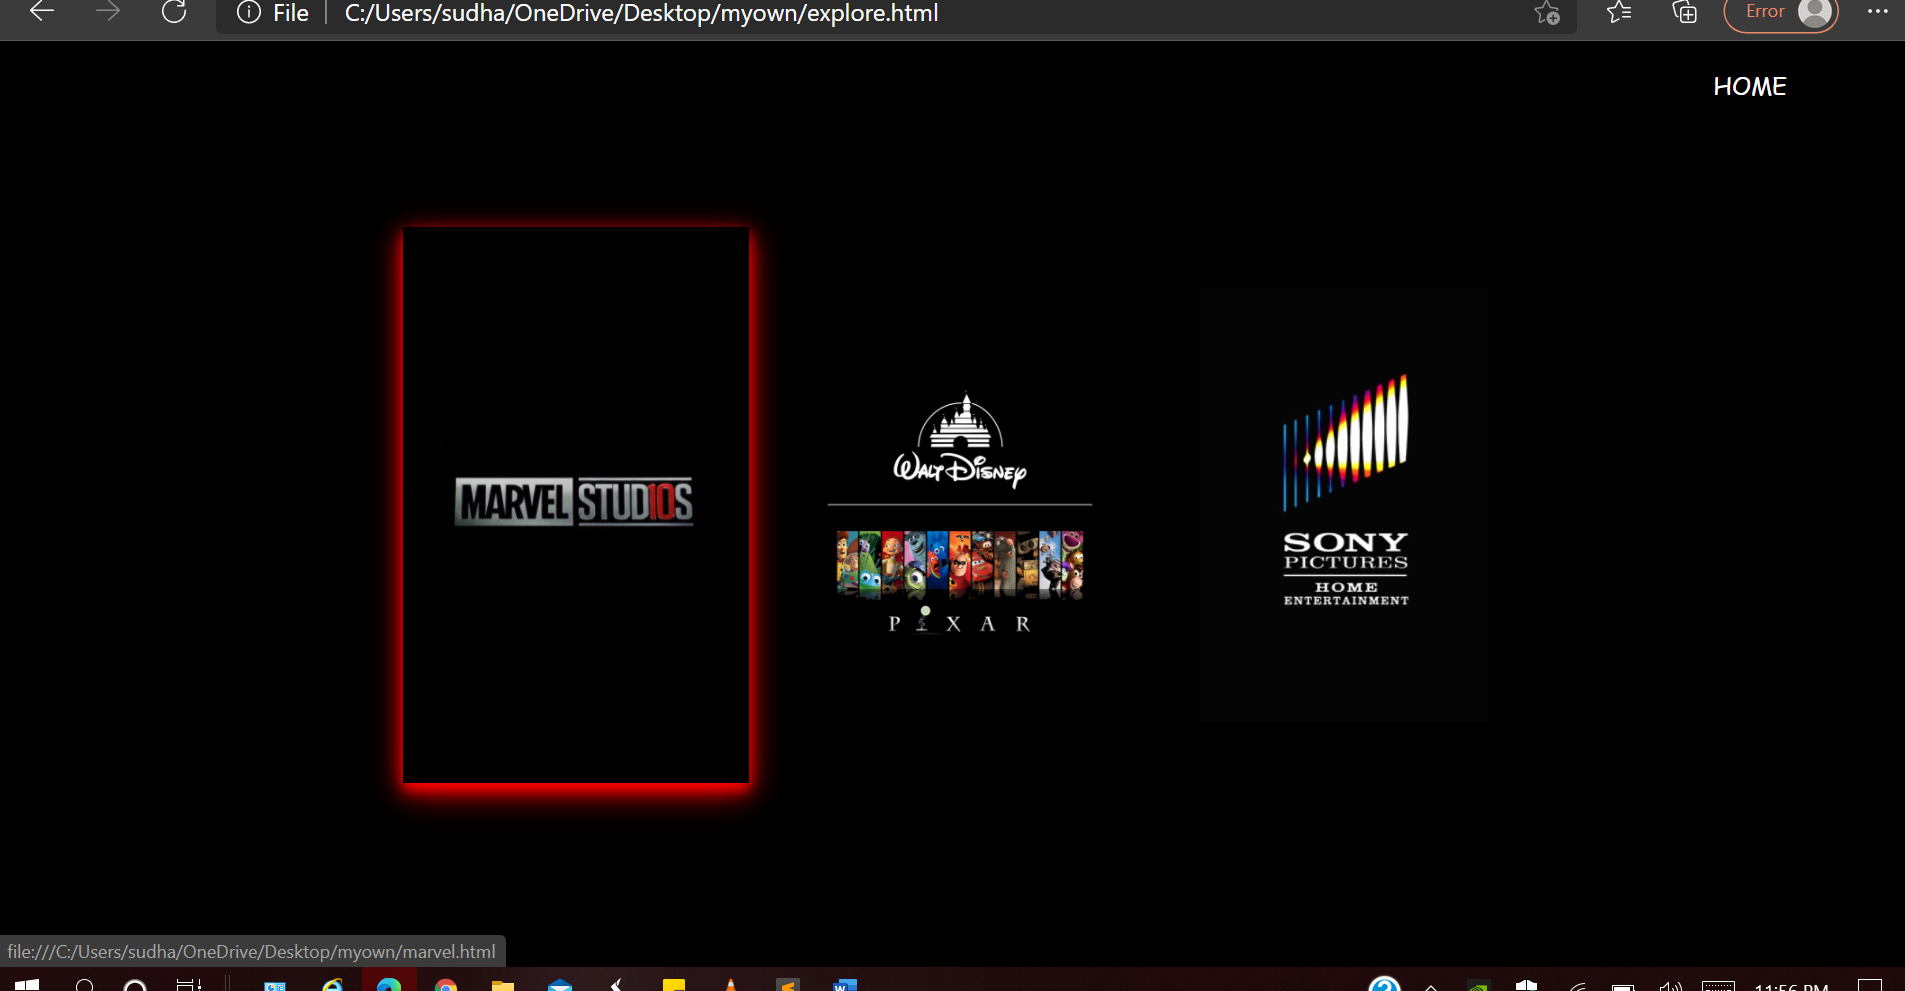 File C:/Users/sudha/OneDrive/Desktop/myown/explore.html
Error
HOME
MARVEL STUD10S
WALT DISNEY
PIXAR
SONY
PICTURES
HOME
ENTERTAINMENT
file:///C:/Users/sudha/OneDrive/Desktop/myown/marvel.html
11:56 PM